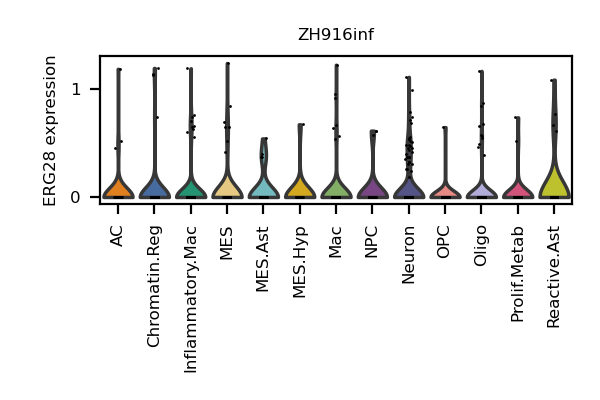 ZH916inf
ERG28 expression
1
0
AC
Chromatin.Reg
Inflammatory.Mac
MES
MES.Ast
MES.Hyp
Mac
NPC
Neuron
OPC
Oligo
Prolif.Metab
Reactive.Ast